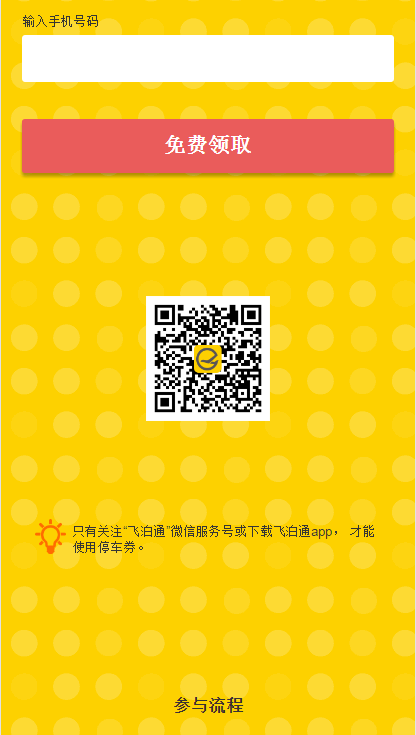 输入手机号码
免费领取
只有关注“飞泊通”微信服务号或下载飞泊通app， 才能
使用停车券。
参与流程